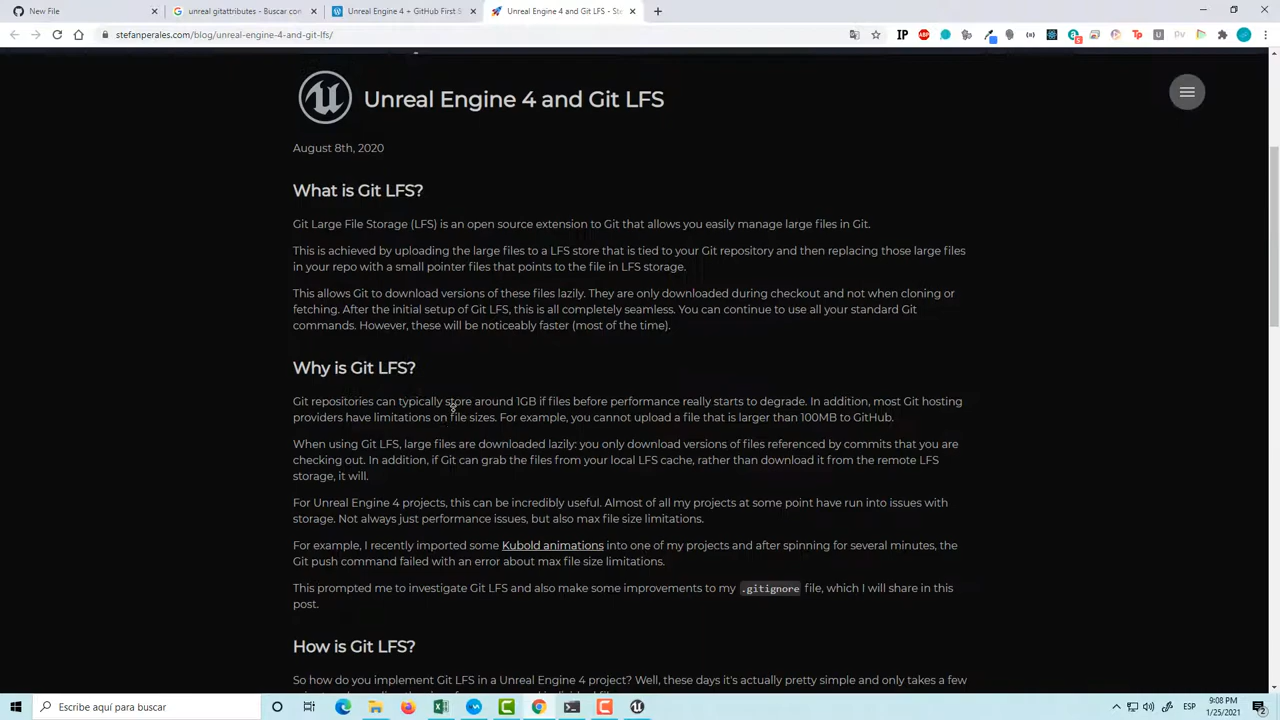 New File
unreal gitattributes - Buscar con
Unreal Engine 4 + GitHub First S
Unreal Engine 4 and Git LFS - St
stefanperales.com/blog/unreal-engine-4-and-git-lfs/
Unreal Engine 4 and Git LFS
August 8th, 2020
What is Git LFS?
Git Large File Storage (LFS) is an open source extension to Git that allows you easily manage large files in Git.
This is achieved by uploading the large files to a LFS store that is tied to your Git repository and then replacing those large files
in your repo with a small pointer files that points to the file in LFS storage.
This allows Git to download versions of these files lazily. They are only downloaded during checkout and not when cloning or
fetching. After the initial setup of Git LFS, this is all completely seamless. You can continue to use all your standard Git
commands. However, these will be noticeably faster (most of the time).
Why is Git LFS?
Git repositories can typically store around 1GB if files before performance really starts to degrade. In addition, most Git hosting
providers have limitations on file sizes. For example, you cannot upload a file that is larger than 100MB to GitHub.
When using Git LFS, large files are downloaded lazily: you only download versions of files referenced by commits that you are
checking out. In addition, if Git can grab the files from your local LFS cache, rather than download it from the remote LFS
storage, it will.
For Unreal Engine 4 projects, this can be incredibly useful. Almost of all my projects at some point have run into issues with
storage. Not always just performance issues, but also max file size limitations.
For example, I recently imported some Kubold animations into one of my projects and after spinning for several minutes, the
Git push command failed with an error about max file size limitations.
This prompted me to investigate Git LFS and also make some improvements to my .gitignore file, which I will share in this
post.
How is Git LFS?
So how do you implement Git LFS in a Unreal Engine 4 project? Well, these days it's actually pretty simple and only takes a few
Escribe aquí para buscar
ESP
9:08 PM
1/25/2021